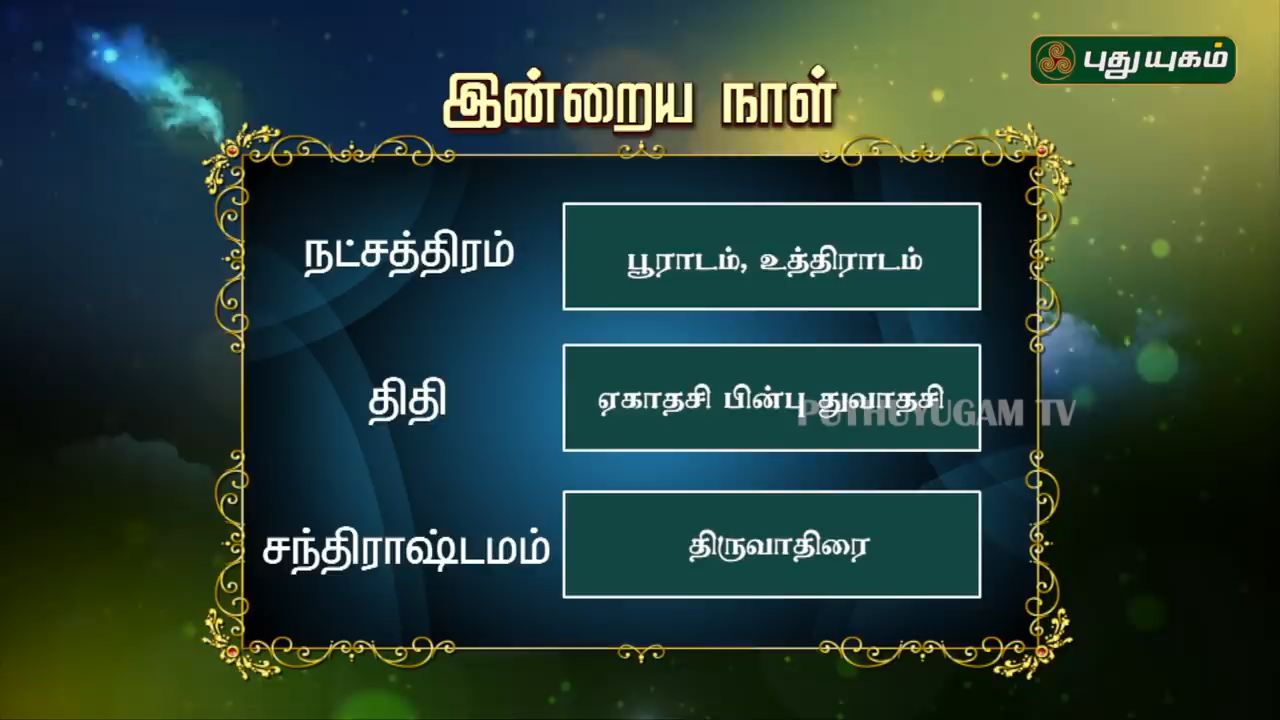 புதுயுகம்
இன்றைய நாள்
நட்சத்திரம்
பூராடம், உத்திராடம்
திதி
ஏகாதசி பின்பு துவாதசி
PUTHUYUGAM TV
சந்திராஷ்டமம்
திருவாதிரை